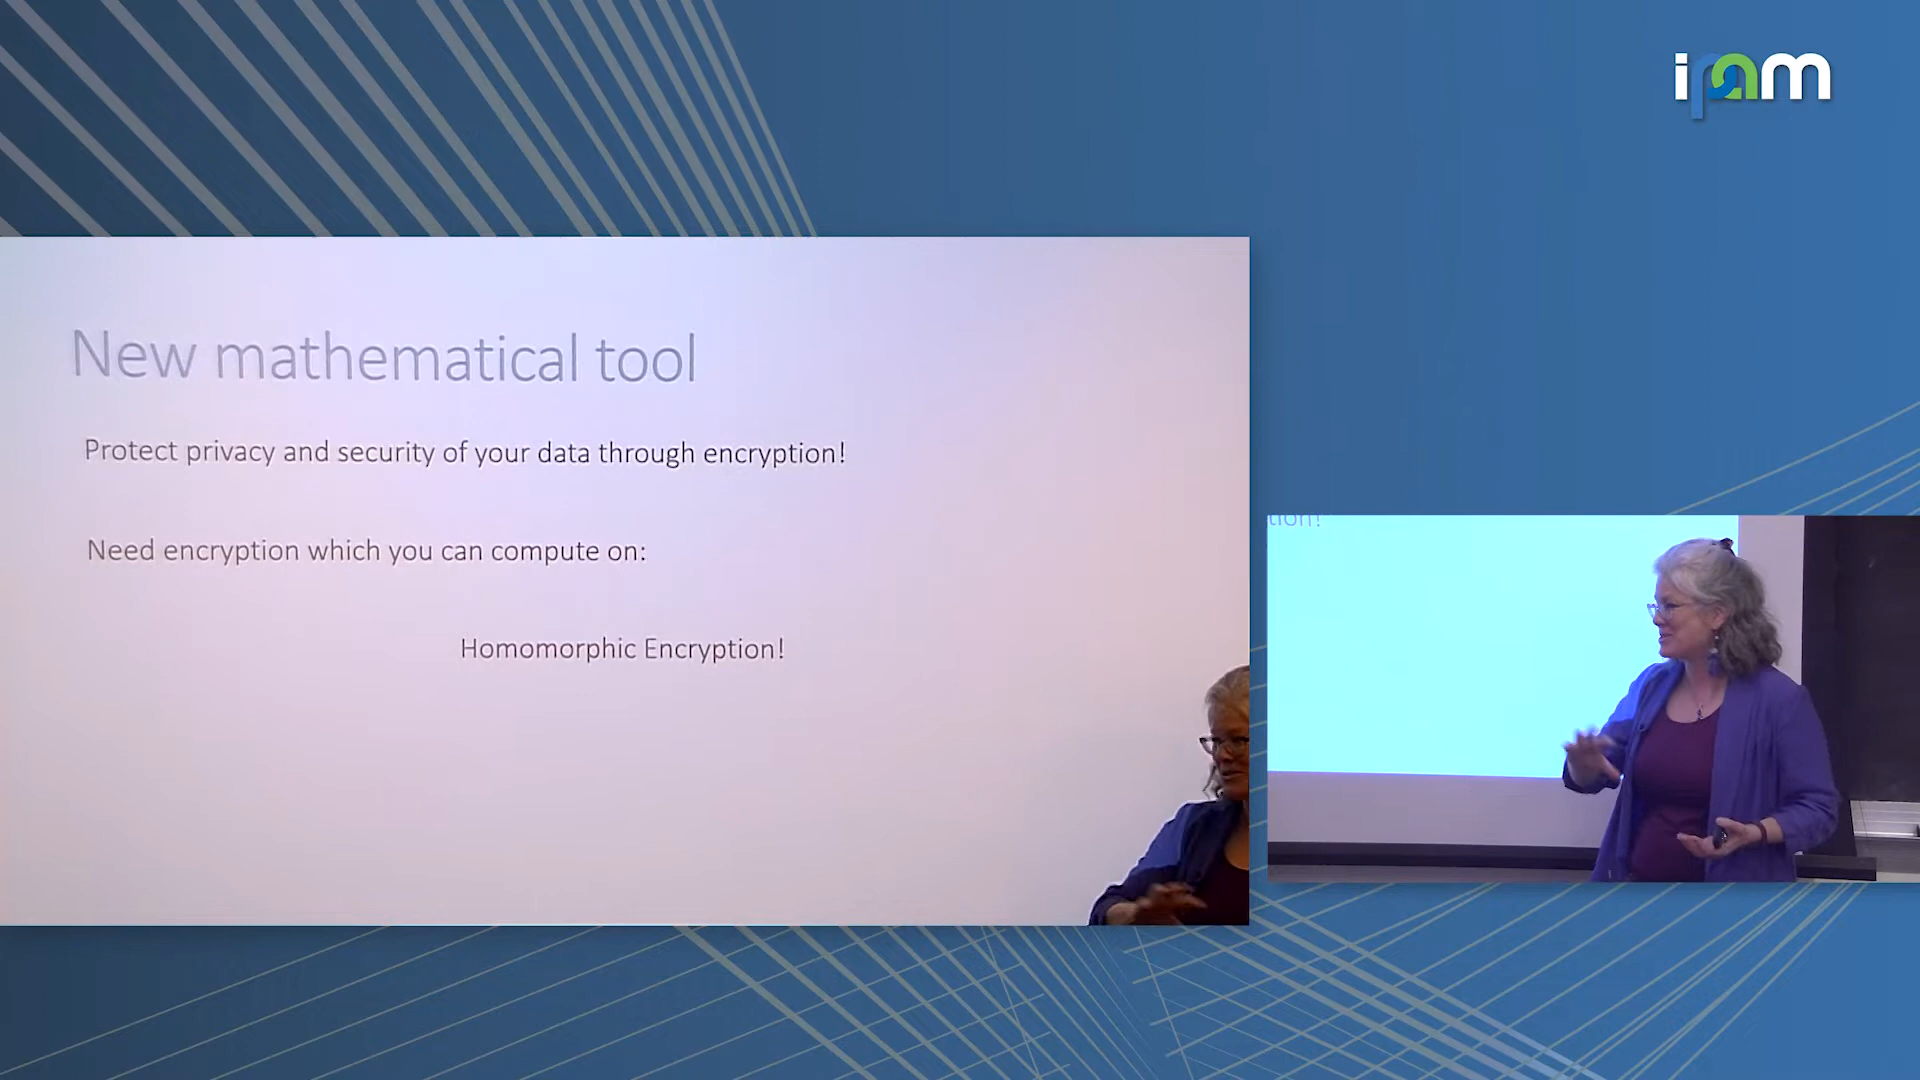 ipam
New mathematical tool
Protect privacy and security of your data through encryption!
Need encryption which you can compute on:
Homomorphic Encryption!
tion!